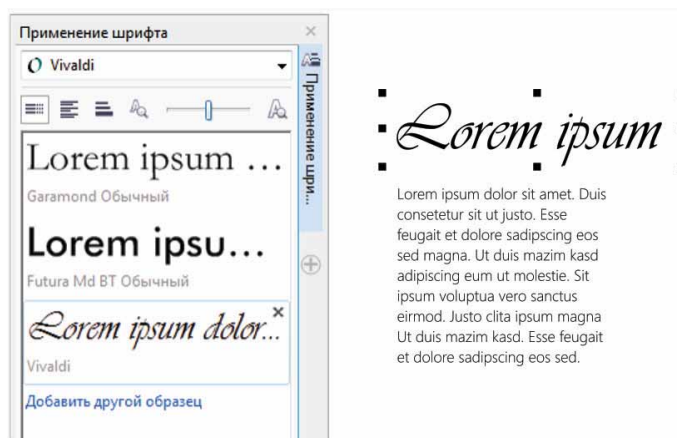 Применение шрифта
Vivaldi
Применение шри...
Lorem ipsum ...
Garamond Обычный
Lorem ipsu...
Futura Md BT Обычный
Lorem ipsum dolor...
Vivaldi
Добавить другой образец
Lorem ipsum
Lorem ipsum dolor sit amet. Duis
consetetur sit ut justo. Esse
feugait et dolore sadipscing eos
sed magna. Ut duis mazim kasd
adipiscing eum ut molestie. Sit
ipsum voluptua vero sanctus
eirmod. Justo clita ipsum magna
Ut duis mazim kasd. Esse feugait
et dolore sadipscing eos sed.